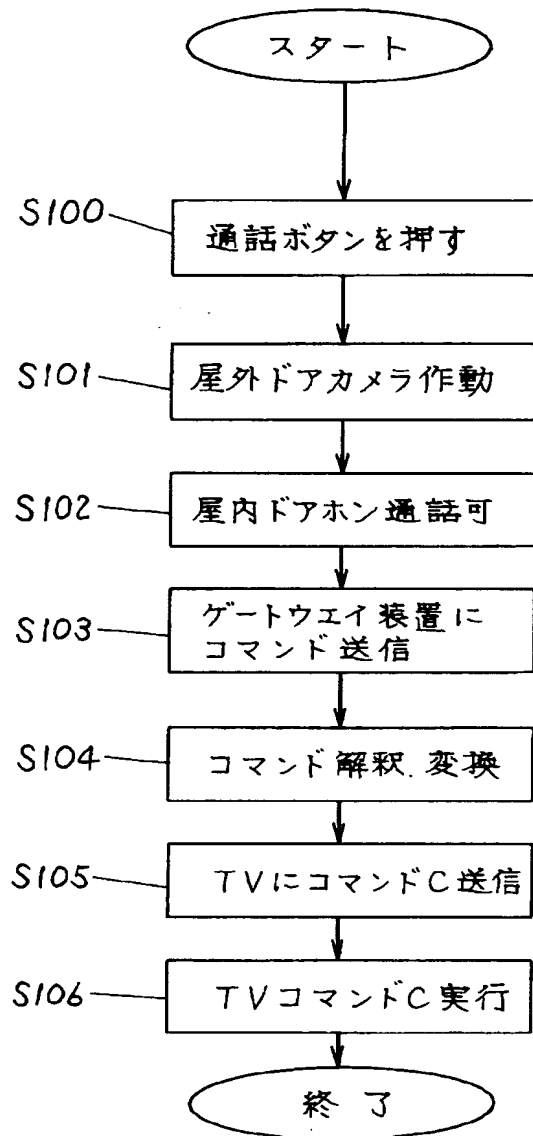 スタート
S100
通話ボタンを押す
S101
屋外ドアカメラ作動
S102
屋内ドアホン通話可
S103
ゲートウエイ装置に
コマンド送信
S104
コマンド解釈.変換
S105
TVにコマンドC送信
S106
TVコマンドC実行
終了